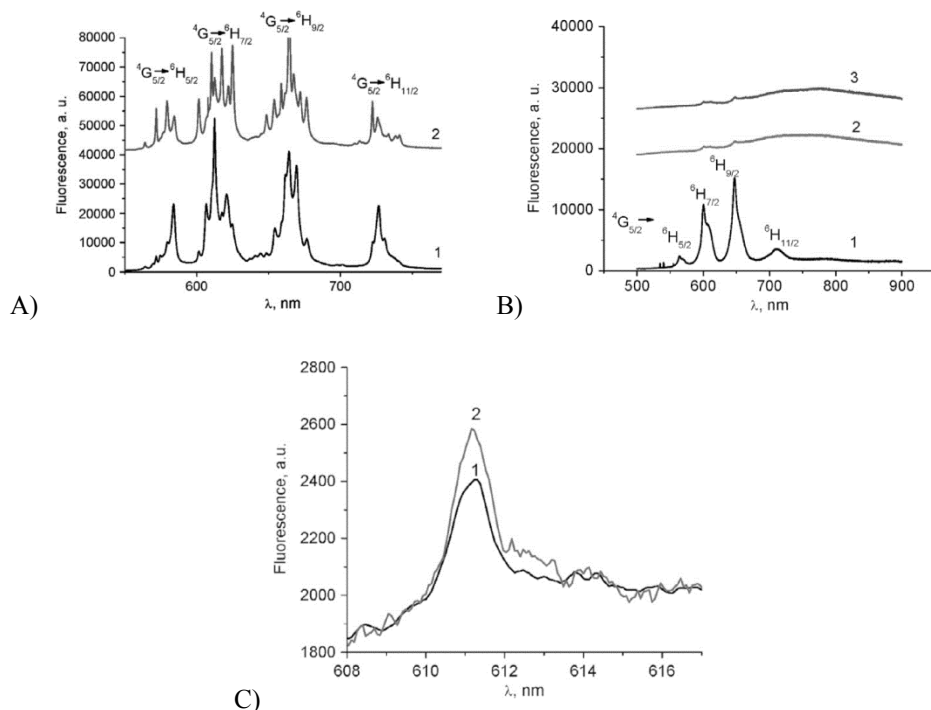 A)
Fluorescence, a. u.
80000
70000
60000
50000
40000
30000
20000
10000
0
⁴G₅/₂→⁶H₅/₂
⁴G₅/₂→⁶H₇/₂
⁴G₅/₂→⁶H₉/₂
⁴G₅/₂→⁶H₁₁/₂
2
1
600
700
λ, nm
B)
Fluorescence, a. u.
40000
30000
20000
10000
0
3
2
1
⁴G₅/₂→
⁶H₅/₂
⁶H₇/₂
⁶H₉/₂
⁶H₁₁/₂
500
600
700
800
900
λ, nm
C)
Fluorescence, a.u.
2800
2600
2400
2200
2000
1800
2
1
608
610
612
614
616
λ, nm